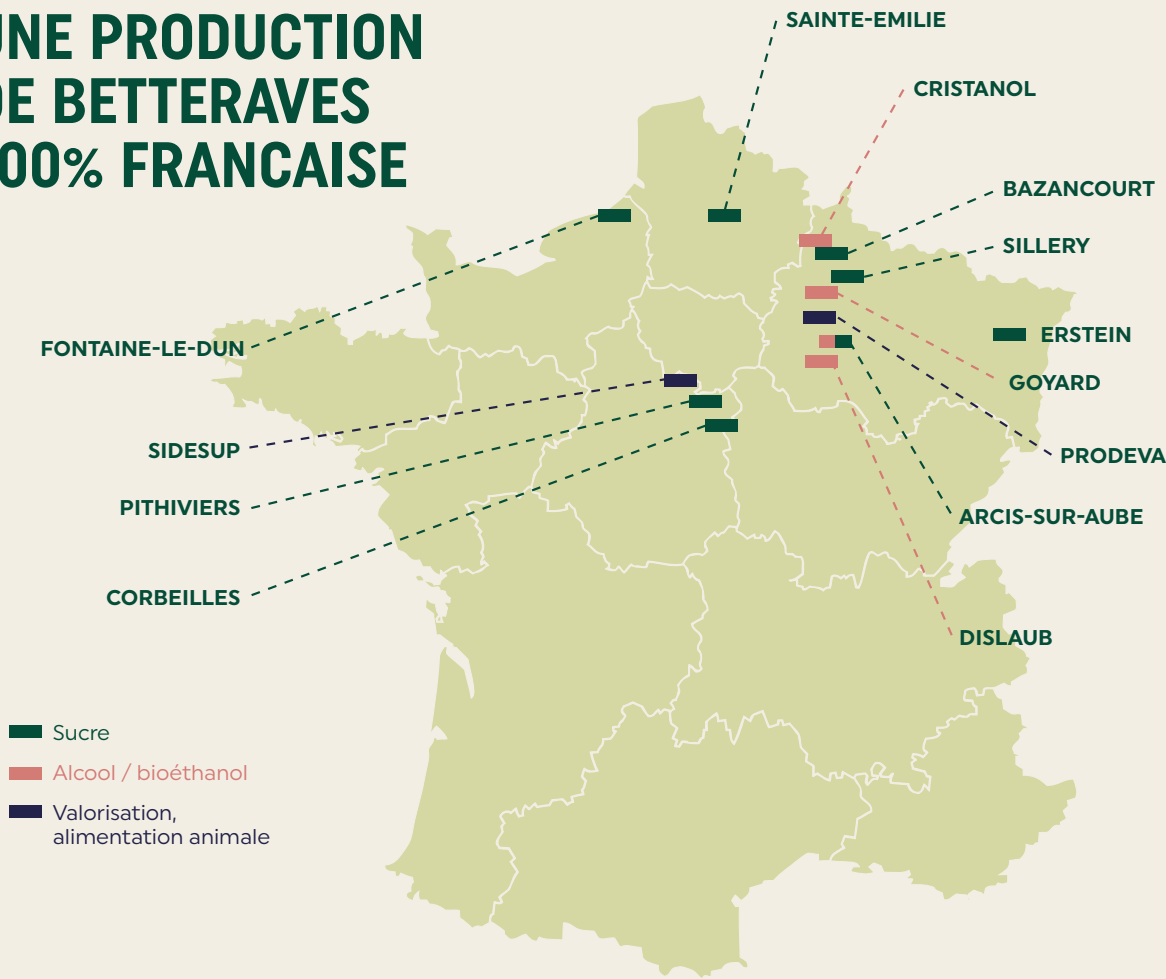 UNE PRODUCTION
DE BETTERAVES
100% FRANCAISE
SAINTE-EMILIE
CRISTANOL
BAZANCOURT
SILLERY
ERSTEIN
FONTAINE-LE-DUN
GOYARD
SIDESUP
PRODEVA
PITHIVIERS
ARCIS-SUR-AUBE
CORBEILLES
DISLAUB
Sucre
Alcool / bioéthanol
Valorisation,
alimentation animale